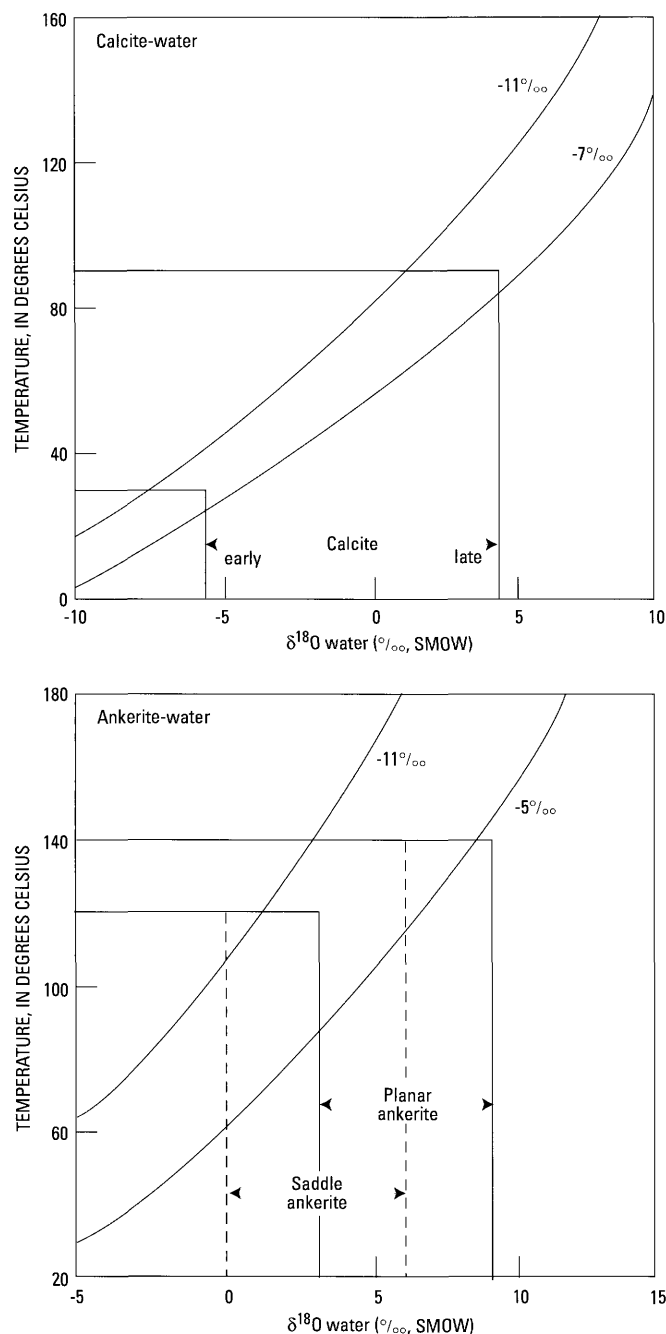 160
Calcite-water
-11°/oo
-7°/oo
120
TEMPERATURE, IN DEGREES CELSIUS
80
40
early
Calcite
late
0
-10
-5
0
5
10
δ18O water (°/oo, SMOW)
180
Ankerite-water
-11°/oo
-5°/oo
140
TEMPERATURE, IN DEGREES CELSIUS
100
Planar
ankerite
60
Saddle
ankerite
20
-5
0
5
10
15
δ18O water (°/oo, SMOW)